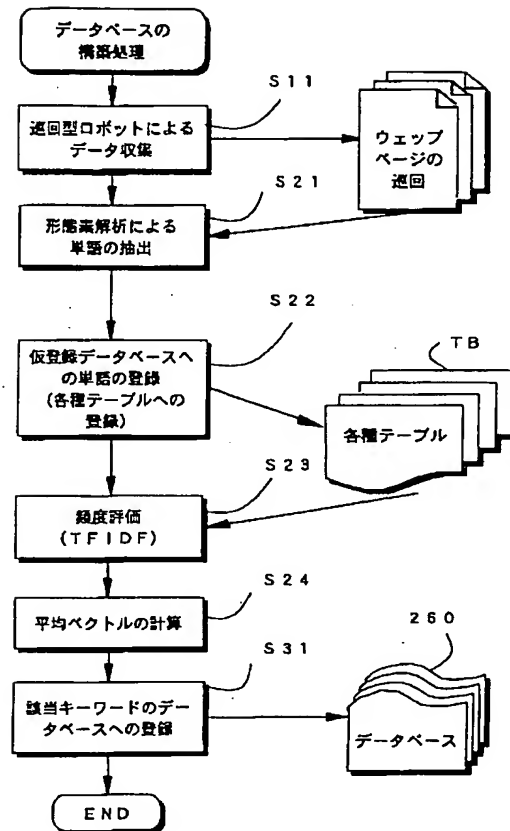 データベースの
構築処理
S11
巡回型ロボットによる
データ収集
ウェッブ
ページの
巡回
S21
形態素解析による
単語の抽出
S22
仮登録データベースへ
の単語の登録
(各種テーブルへの
登録)
TB
各種テーブル
S23
頻度評価
(TFIDF)
S24
平均ベクトルの計算
S31
該当キーワードのデー
タベースへの登録
260
データベース
END